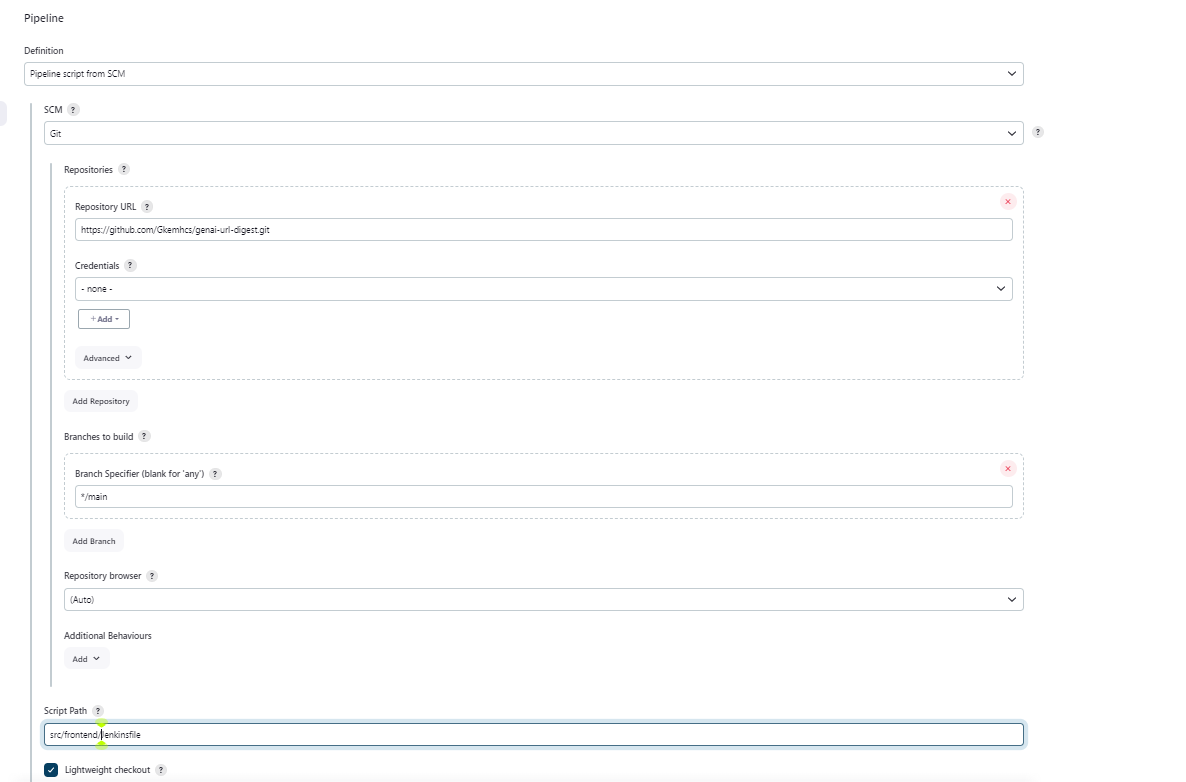 Pipeline
Definition
Pipeline script from SCM
SCM ?
Git
?
Repositories ?
Repository URL ?
https://github.com/Gkemhcs/genai-url-digest.git
Credentials ?
- none -
+ Add
Advanced
Add Repository
Branches to build ?
Branch Specifier (blank for 'any') ?
*/main
Add Branch
Repository browser ?
(Auto)
Additional Behaviours
Add
Script Path ?
src/frontend/Jenkinsfile
Lightweight checkout ?